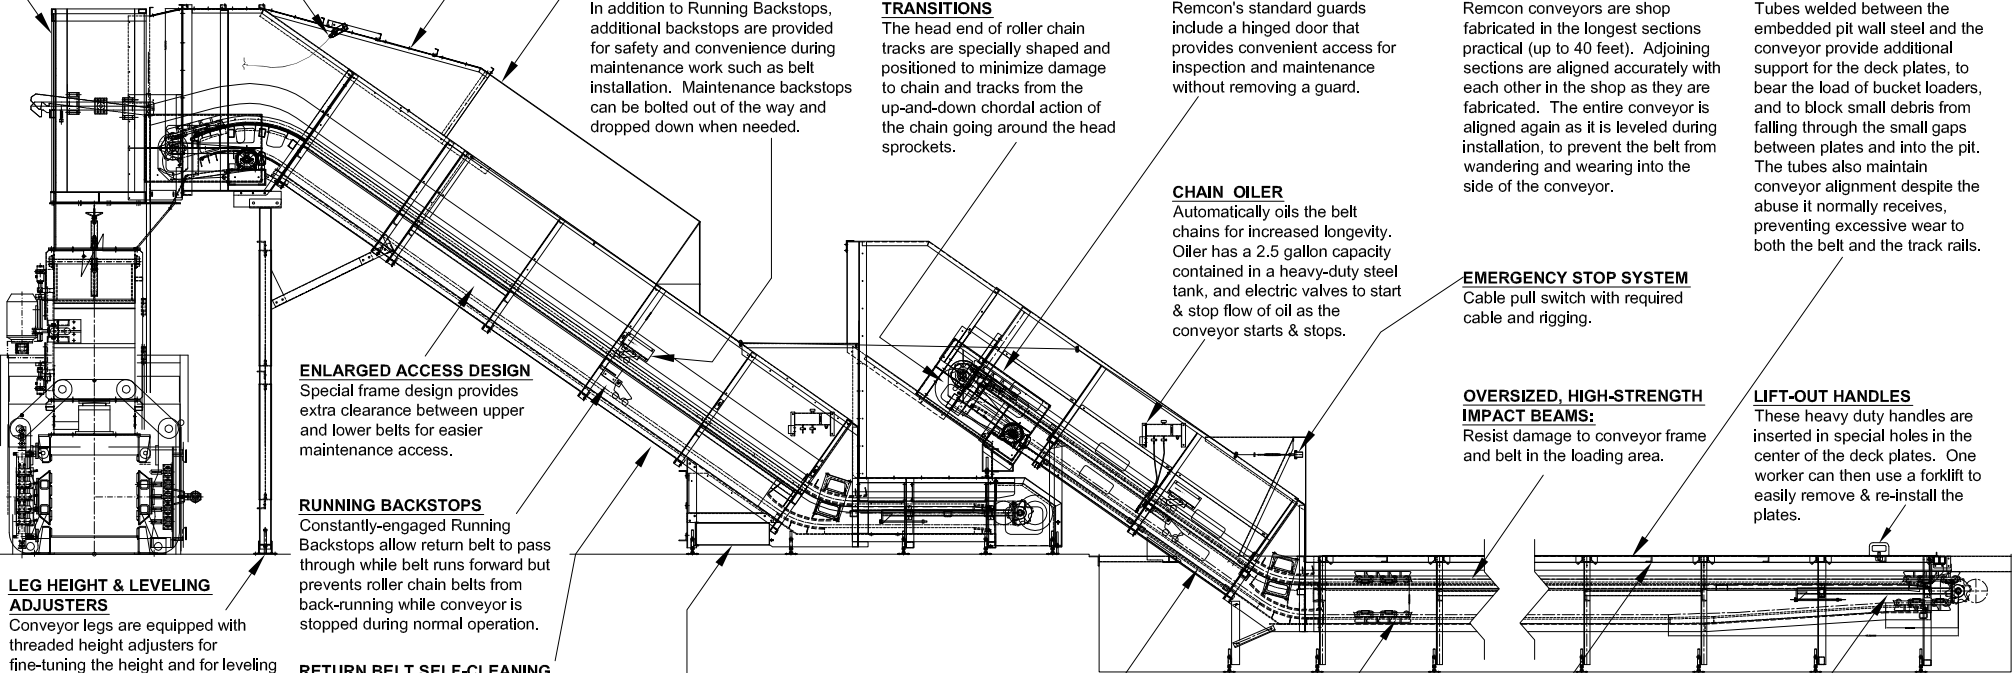 In addition to Running Backstops,
additional backstops are provided
for safety and convenience during
maintenance work such as belt
installation.  Maintenance backstops
can be bolted out of the way and
dropped down when needed.
TRANSITIONS
The head end of roller chain
tracks are specially shaped and
positioned to minimize damage
to chain and tracks from the
up-and-down chordal action of
the chain going around the head
sprockets.
Remcon's standard guards
include a hinged door that
provides convenient access for
inspection and maintenance
without removing a guard.
Remcon conveyors are shop
fabricated in the longest sections
practical (up to 40 feet).  Adjoining
sections are aligned accurately with
each other in the shop as they are
fabricated.  The entire conveyor is
aligned again as it is leveled during
installation, to prevent the belt from
wandering and wearing into the
side of the conveyor.
Tubes welded between the
embedded pit wall steel and the
conveyor provide additional
support for the deck plates, to
bear the load of bucket loaders,
and to block small debris from
falling through the small gaps
between plates and into the pit.
The tubes also maintain
conveyor alignment despite the
abuse it normally receives,
preventing excessive wear to
both the belt and the track rails.
CHAIN OILER
Automatically oils the belt
chains for increased longevity.
Oiler has a 2.5 gallon capacity
contained in a heavy-duty steel
tank, and electric valves to start
& stop flow of oil as the
conveyor starts & stops.
EMERGENCY STOP SYSTEM
Cable pull switch with required
cable and rigging.
ENLARGED ACCESS DESIGN
Special frame design provides
extra clearance between upper
and lower belts for easier
maintenance access.
OVERSIZED, HIGH-STRENGTH
IMPACT BEAMS:
Resist damage to conveyor frame
and belt in the loading area.
LIFT-OUT HANDLES
These heavy duty handles are
inserted in special holes in the
center of the deck plates.  One
worker can then use a forklift to
easily remove & re-install the
plates.
RUNNING BACKSTOPS
Constantly-engaged Running
Backstops allow return belt to pass
through while belt runs forward but
prevents roller chain belts from
back-running while conveyor is
stopped during normal operation.
LEG HEIGHT & LEVELING
ADJUSTERS
Conveyor legs are equipped with
threaded height adjusters for
fine-tuning the height and for leveling
RETURN BELT SELF-CLEANING